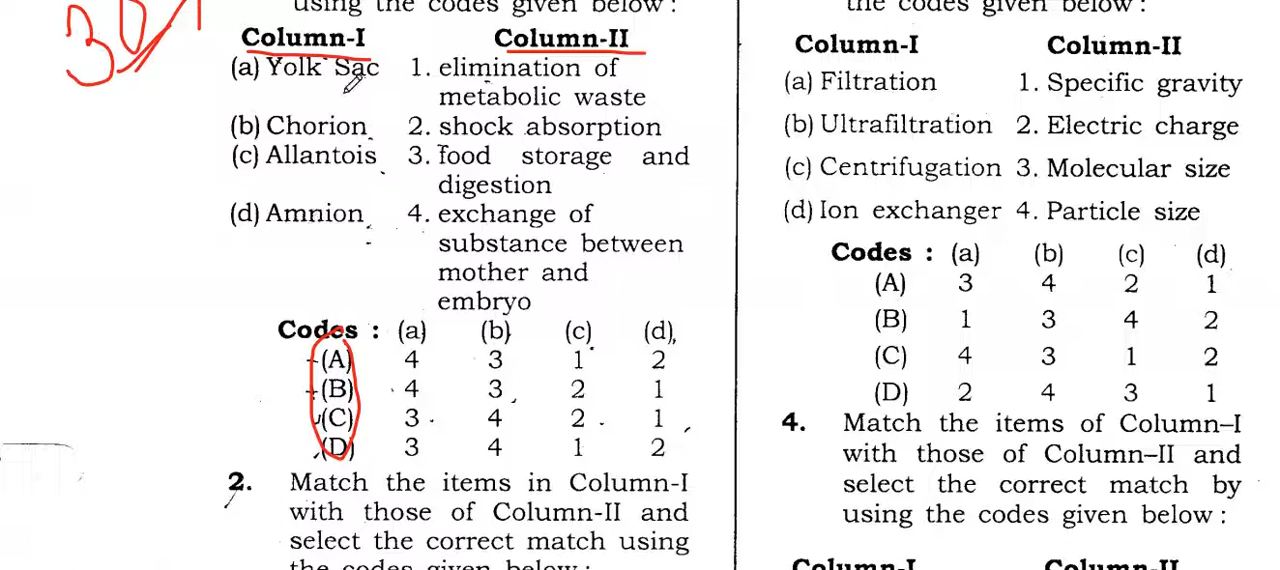 using the codes given below :
Column-I Column-II
(a) Yolk Sac 1. elimination of
metabolic waste
(b) Chorion 2. shock absorption
(c) Allantois 3. food storage and
digestion
(d) Amnion 4. exchange of
substance between
mother and
embryo
Codes : (a) (b) (c) (d)
(A) 4 3 1 2
(B) 4 3 2 1
(C) 3 4 2 1
(D) 3 4 1 2
2. Match the items in Column-I
with those of Column-II and
select the correct match using
the codes given below :
the codes given below :
Column-I Column-II
(a) Filtration 1. Specific gravity
(b) Ultrafiltration 2. Electric charge
(c) Centrifugation 3. Molecular size
(d) Ion exchanger 4. Particle size
Codes : (a) (b) (c) (d)
(A) 3 4 2 1
(B) 1 3 4 2
(C) 4 3 1 2
(D) 2 4 3 1
4. Match the items of Column–I
with those of Column–II and
select the correct match by
using the codes given below :
Column-I Column-II